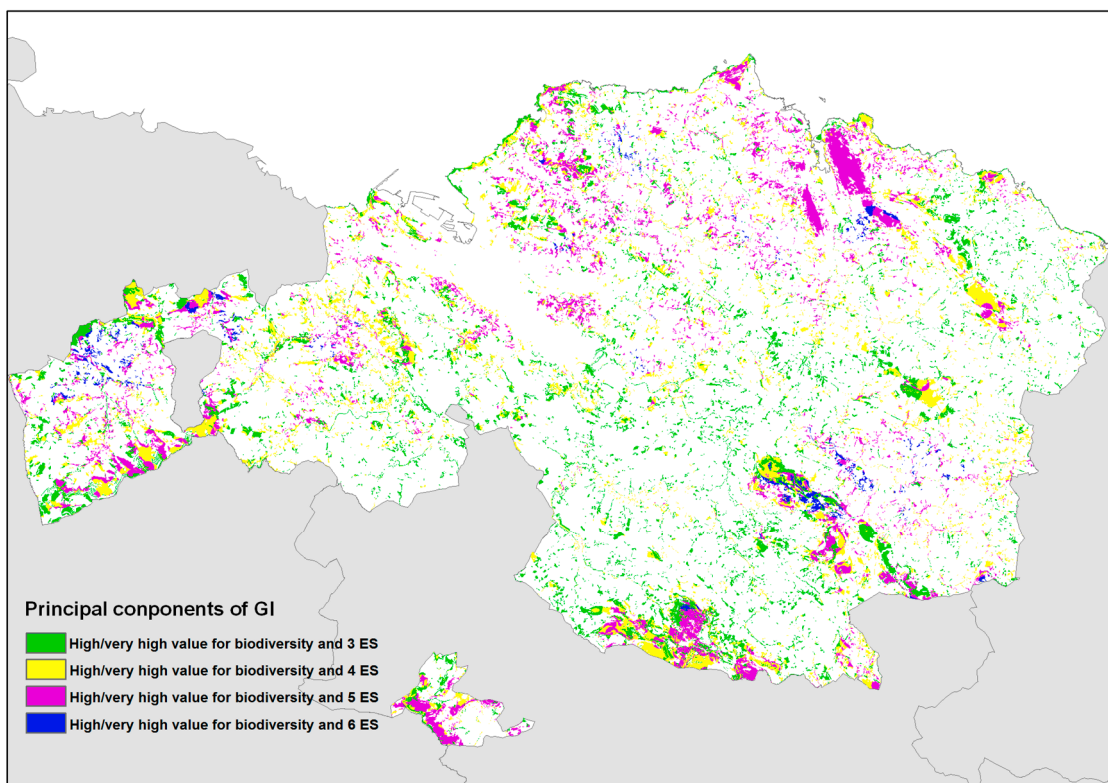 Principal conponents of GI
High/very high value for biodiversity and 3 ES
High/very high value for biodiversity and 4 ES
High/very high value for biodiversity and 5 ES
High/very high value for biodiversity and 6 ES